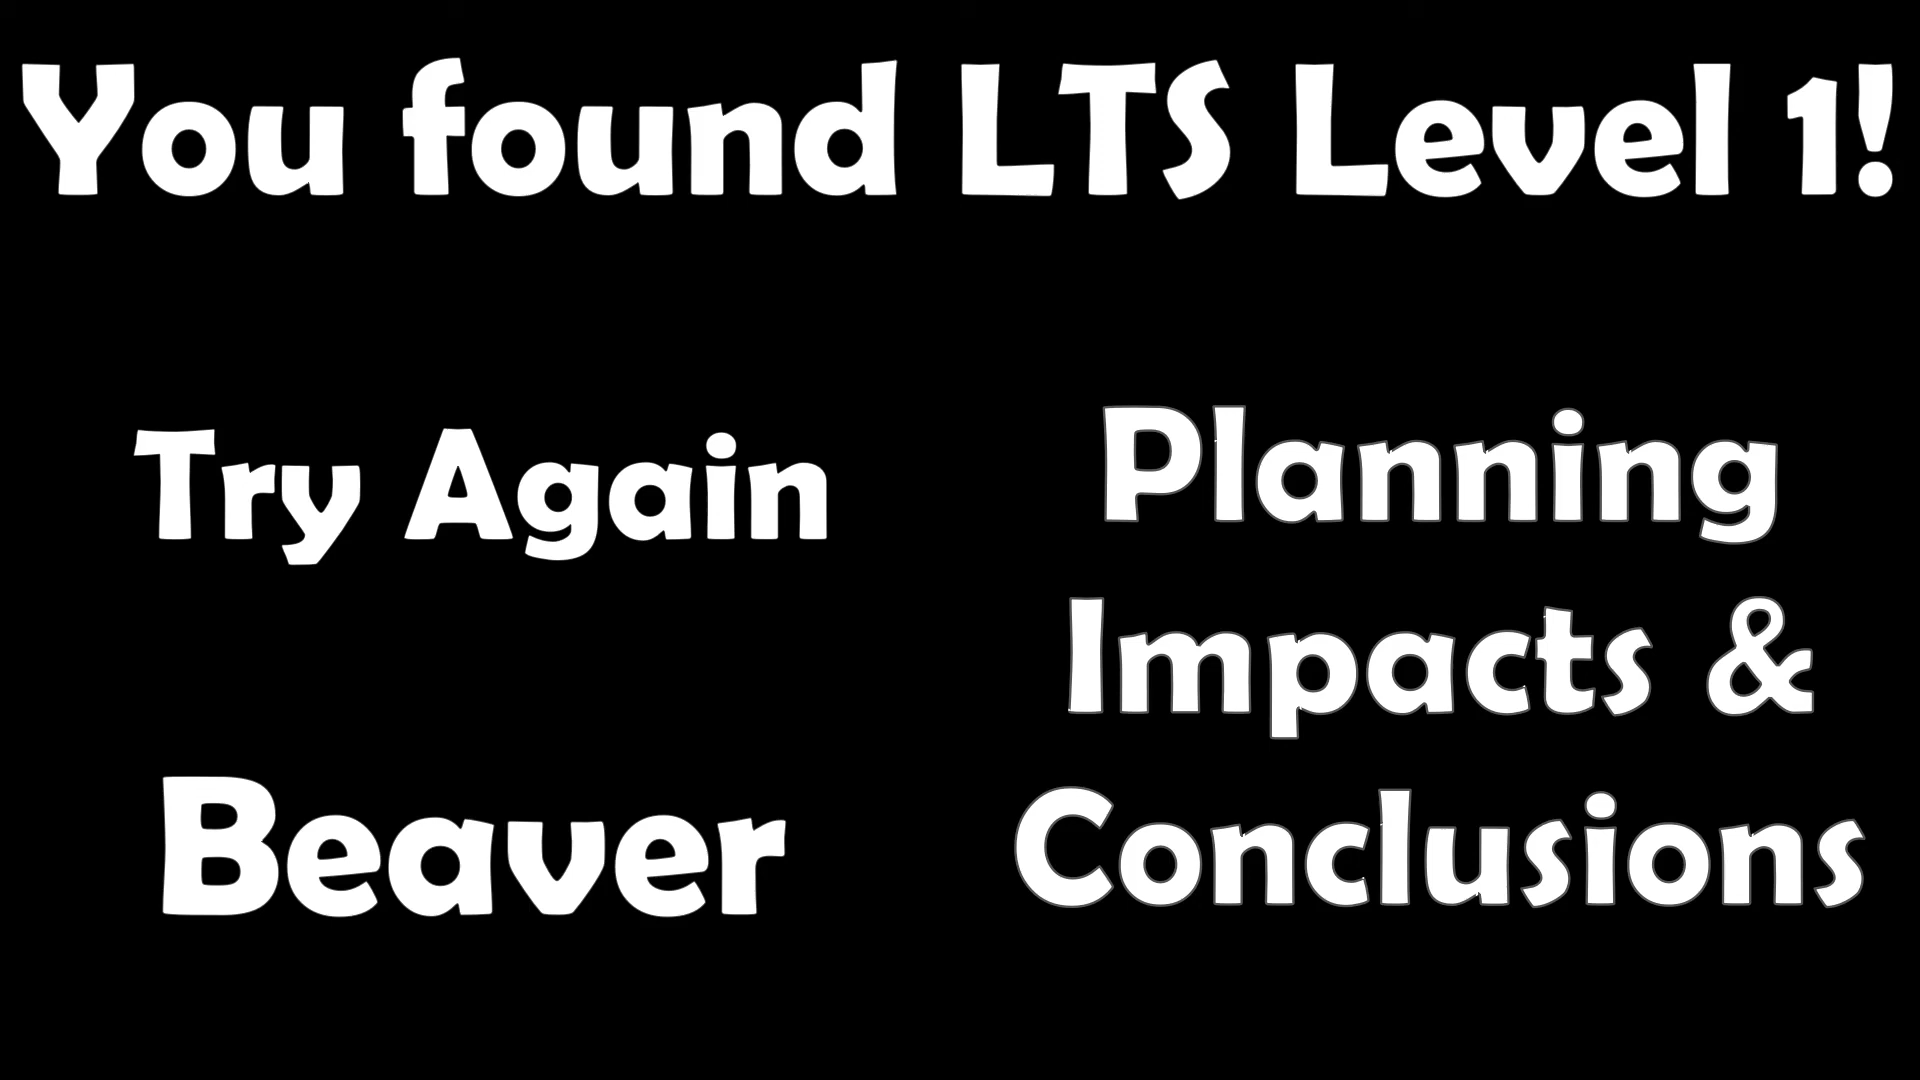 You found LTS Level 1!
Try Again
Beaver
Planning
Impacts &
Conclusions